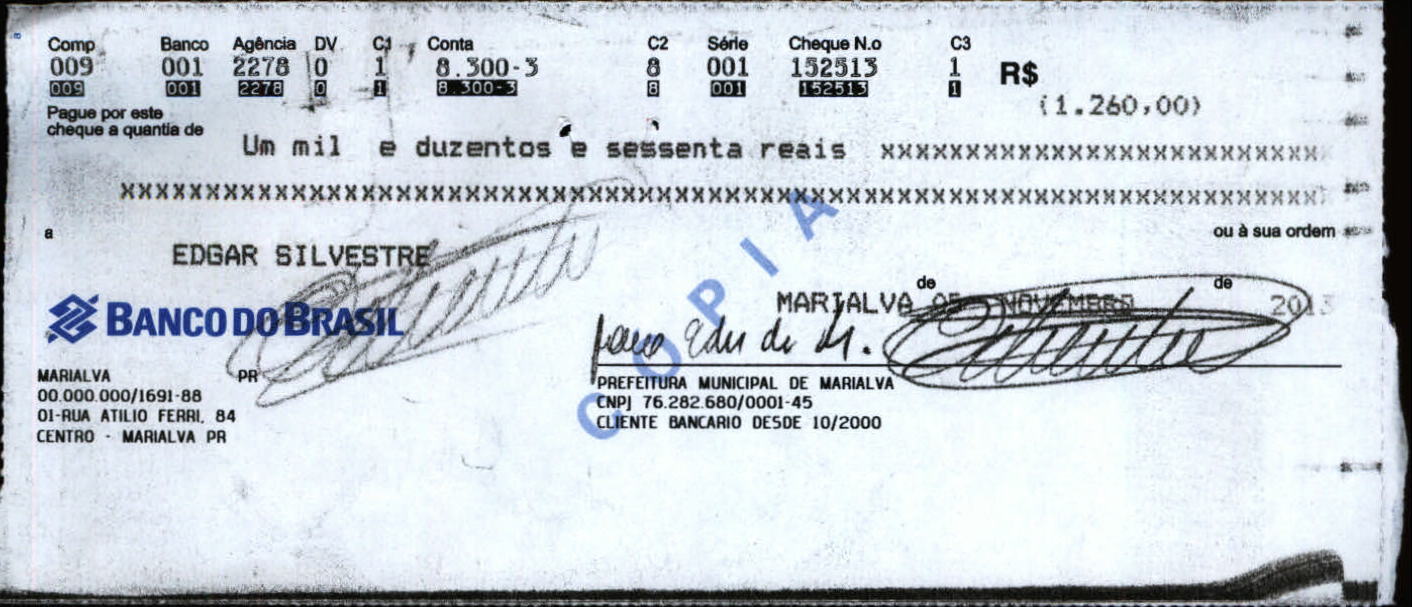 Comp Banco Agência DV C1 Conta C2 Série Cheque N.o C3
009 001 2278 0 1 8.300-3 8 001 152513 1 R$
009 001 2278 0 1 8.300-3 8 001 152513 1
(1.260,00)
Pague por este
cheque a quantia de
Um mil e duzentos e sessenta reais xxxxxxxxxxxxxxxxxxxxxxxxxx
xxxxxxxxxxxxxxxxxxxxxxxxxxxxxxxxxxxxxxxxxxxxxxxxxxxxxxxxxxxxxxxxxxxxxxxxxxxxxxxxxxxx
a
ou à sua ordem
EDGAR SILVESTRE
COPIA
de de
MARIALVA 05 NOVEMBRO 2013
BANCO DO BRASIL
MARIALVA PR
00.000.000/1691-88
01-RUA ATILIO FERRI, 84
CENTRO - MARIALVA PR
PREFEITURA MUNICIPAL DE MARIALVA
CNPJ 76.282.680/0001-45
CLIENTE BANCARIO DESDE 10/2000